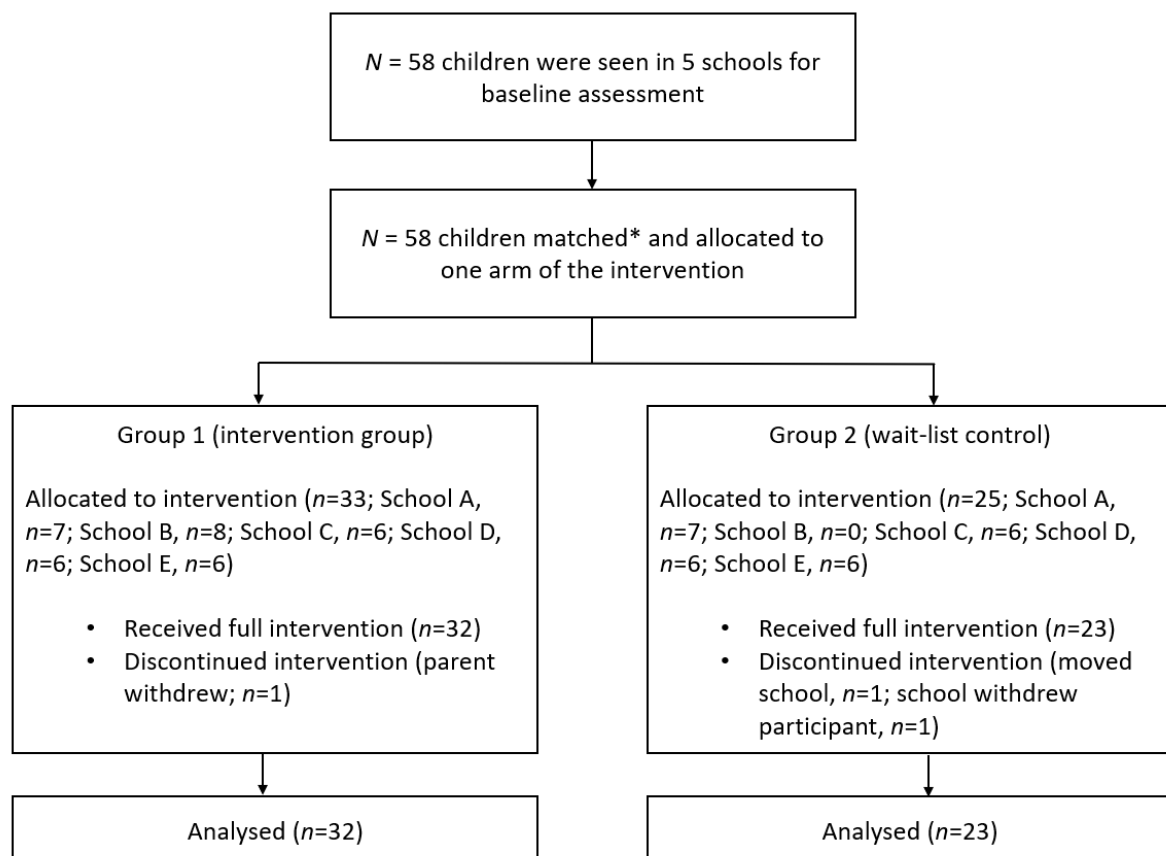 N = 58 children were seen in 5 schools for
baseline assessment
N = 58 children matched* and allocated to
one arm of the intervention
Group 1 (intervention group)
Allocated to intervention (n=33; School A,
n=7; School B, n=8; School C, n=6; School D,
n=6; School E, n=6)
• Received full intervention (n=32)
• Discontinued intervention (parent
withdrew; n=1)
Group 2 (wait-list control)
Allocated to intervention (n=25; School A,
n=7; School B, n=0; School C, n=6; School D,
n=6; School E, n=6)
• Received full intervention (n=23)
• Discontinued intervention (moved
school, n=1; school withdrew
participant, n=1)
Analysed (n=32)
Analysed (n=23)